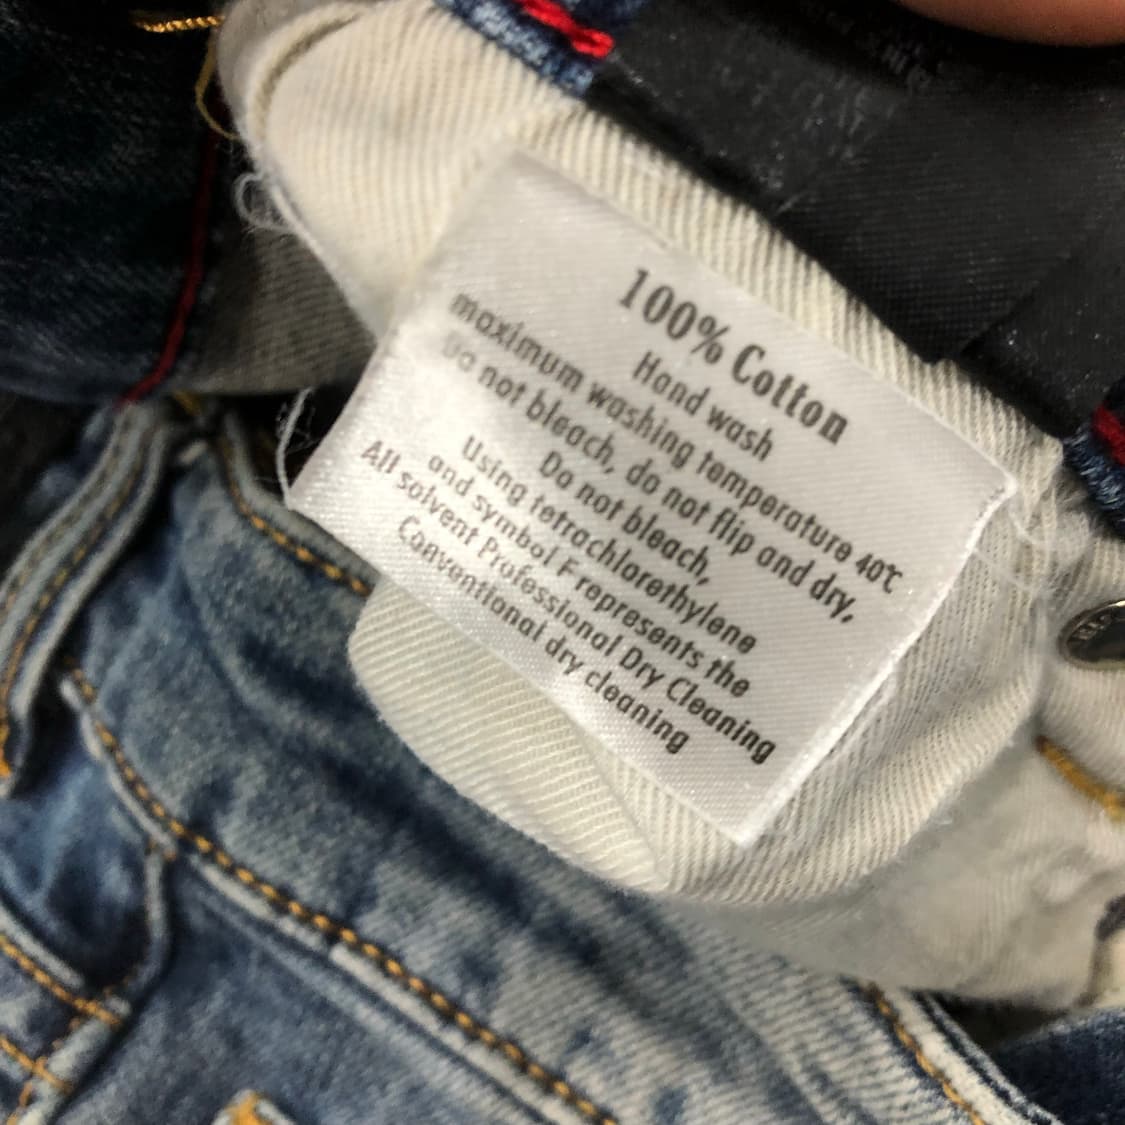 100% Cotton
Hand wash
maximum washing temperature 40℃
Do not bleach, do not flip and dry,
Do not bleach,
Using tetrachlorethylene
and symbol F represents the
All solvent Professional Dry Cleaning
Conventional dry cleaning